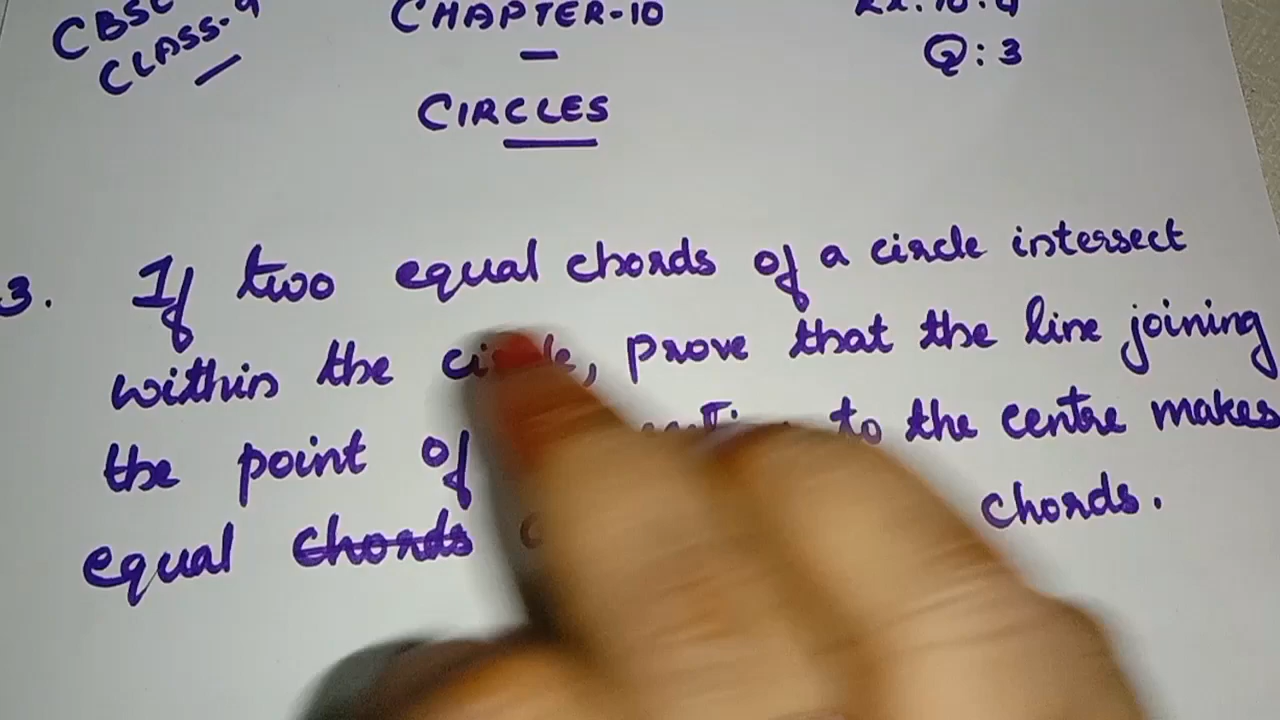 CBSE
CLASS-9
CHAPTER-10
Q:3
CIRCLES
3. If two equal chords of a circle intersect
within the circle, prove that the line joining
the point of to the centre makes
equal chords chords.